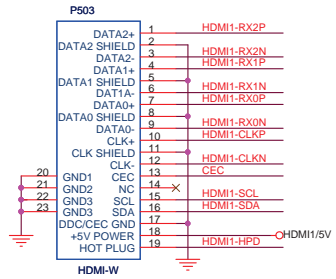 P503
DATA2+ 1 HDMI1-RX2P
DATA2 SHIELD 2
DATA2- 3 HDMI1-RX2N
DATA1+ 4 HDMI1-RX1P
DATA1 SHIELD 5
DAT1A- 6 HDMI1-RX1N
DATA0+ 7 HDMI1-RX0P
DATA0 SHIELD 8
DATA0- 9 HDMI1-RX0N
CLK+ 10 HDMI1-CLKP
CLK SHIELD 11
CLK- 12 HDMI1-CLKN
20 GND1 CEC 13 CEC
21 GND2 NC 14
22 GND3 SCL 15 HDMI1-SCL
23 GND3 SDA 16 HDMI1-SDA
DDC/CEC GND 17
+5V POWER 18 HDMI1/5V
HOT PLUG 19 HDMI1-HPD
HDMI-W